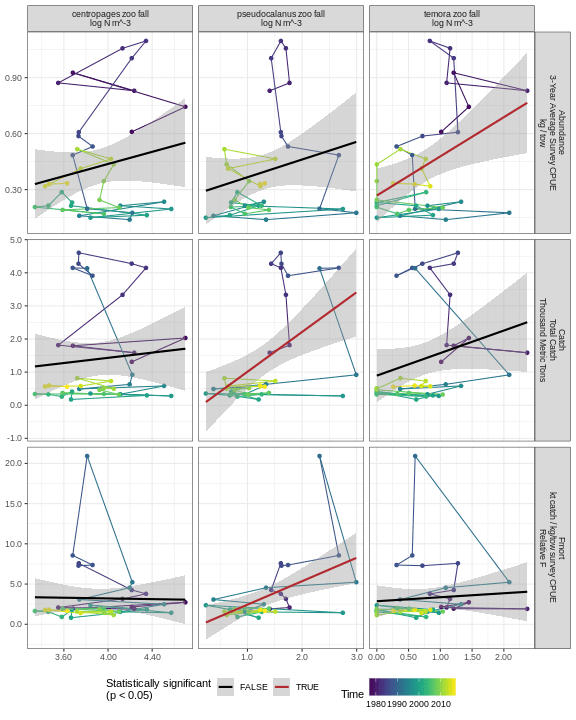 centropages zoo fall
log N m^-3
pseudocalanus zoo fall
log N m^-3
temora zoo fall
log N m^-3
0.90
0.60
0.30
Abundance
3-Year Average Survey CPUE
kg / tow
5.0
4.0
3.0
2.0
1.0
0.0
-1.0
Catch
Total Catch
Thousand Metric Tons
20.0
15.0
10.0
5.0
0.0
Fmort
kt catch / kg/tow survey CPUE
Relative F
3.60 4.00 4.40
1.0 2.0 3.0
0.00 0.50 1.00 1.50 2.00
Statistically significant
(p < 0.05)
FALSE
TRUE
Time
1980 1990 2000 2010